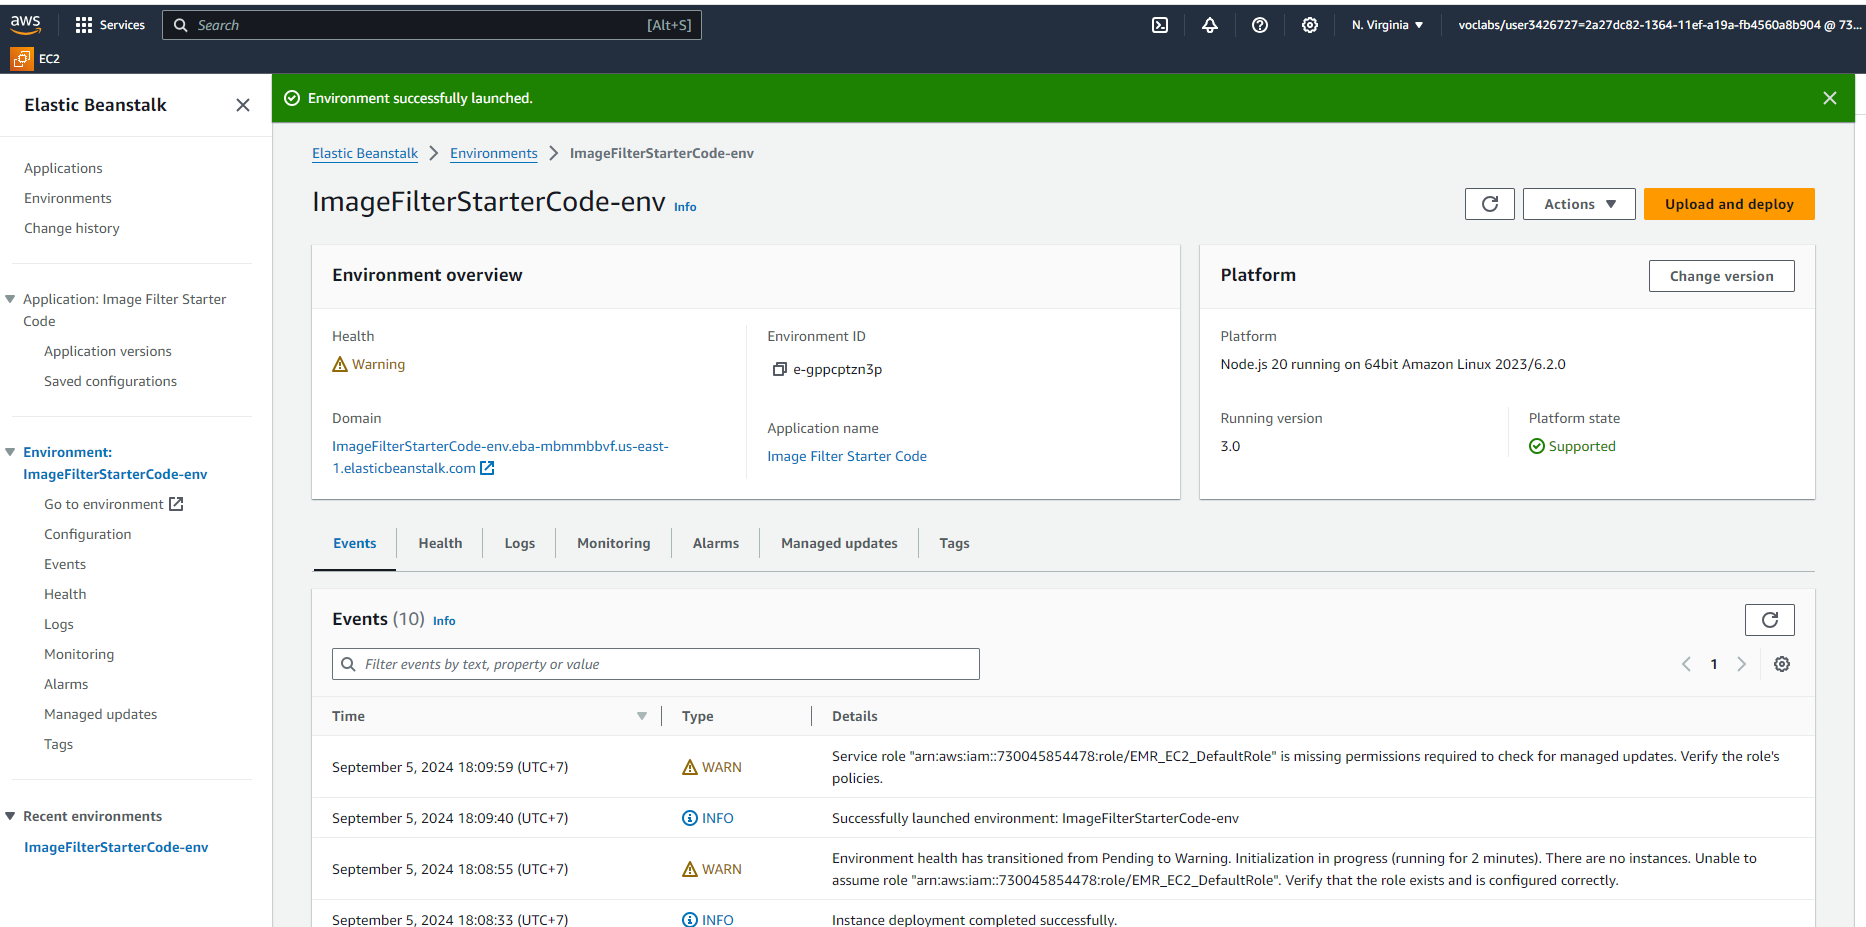 aws
Services
Search
[Alt+S]
N. Virginia
voclabs/user3426727=2a27dc82-1364-11ef-a19a-fb4560a8b904 @ 73...
EC2
Elastic Beanstalk
Applications
Environments
Change history
Application: Image Filter Starter
Code
Application versions
Saved configurations
Environment:
ImageFilterStarterCode-env
Go to environment
Configuration
Events
Health
Logs
Monitoring
Alarms
Managed updates
Tags
Recent environments
ImageFilterStarterCode-env
Environment successfully launched.
Elastic Beanstalk
Environments
ImageFilterStarterCode-env
ImageFilterStarterCode-env Info
Actions
Upload and deploy
Environment overview
Health
Warning
Domain
ImageFilterStarterCode-env.eba-mbmmbbvf.us-east-
1.elasticbeanstalk.com
Environment ID
e-gppcptzn3p
Application name
Image Filter Starter Code
Platform
Change version
Platform
Node.js 20 running on 64bit Amazon Linux 2023/6.2.0
Running version
3.0
Platform state
Supported
Events
Health
Logs
Monitoring
Alarms
Managed updates
Tags
Events (10) Info
Filter events by text, property or value
1
Time
Type
Details
September 5, 2024 18:09:59 (UTC+7)
WARN
Service role "arn:aws:iam::730045854478:role/EMR_EC2_DefaultRole" is missing permissions required to check for managed updates. Verify the role's
policies.
September 5, 2024 18:09:40 (UTC+7)
INFO
Successfully launched environment: ImageFilterStarterCode-env
September 5, 2024 18:08:55 (UTC+7)
WARN
Environment health has transitioned from Pending to Warning. Initialization in progress (running for 2 minutes). There are no instances. Unable to
assume role "arn:aws:iam::730045854478:role/EMR_EC2_DefaultRole". Verify that the role exists and is configured correctly.
September 5, 2024 18:08:33 (UTC+7)
INFO
Instance deployment completed successfully.